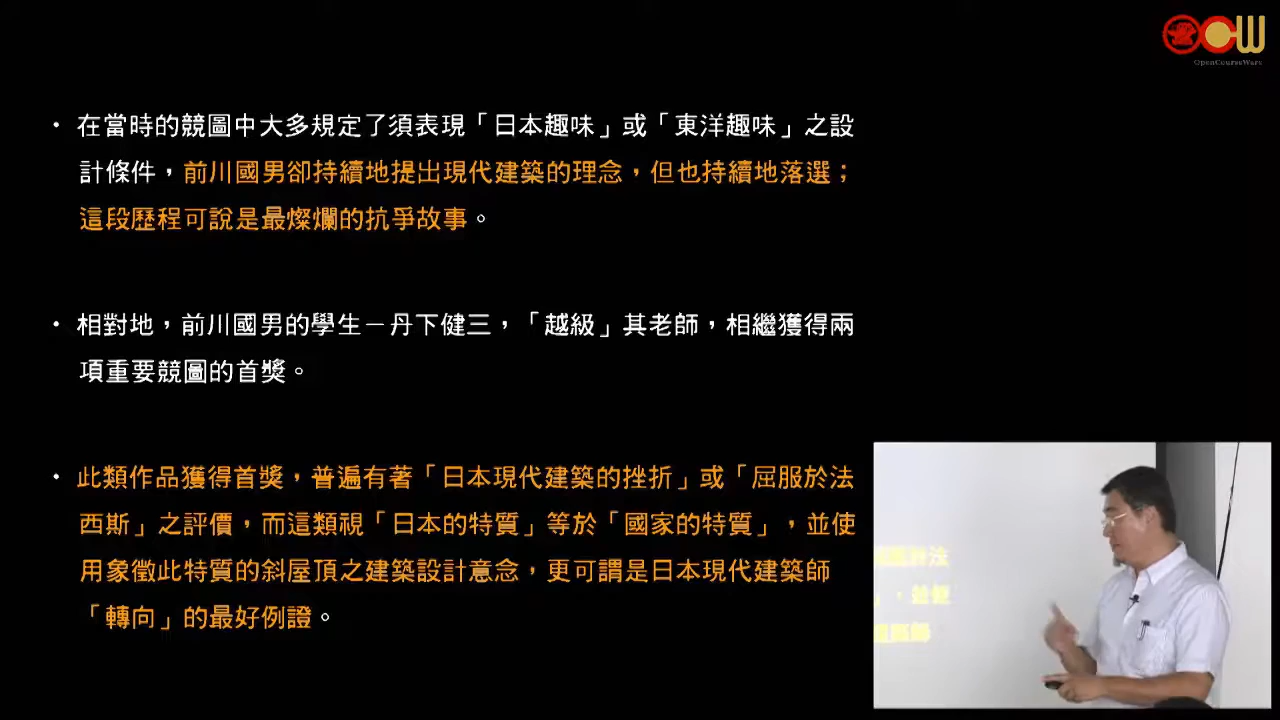 OpenCourseWare
• 在當時的競圖中大多規定了須表現「日本趣味」或「東洋趣味」之設
計條件，前川國男卻持續地提出現代建築的理念，但也持續地落選；
這段歷程可說是最燦爛的抗爭故事。
• 相對地，前川國男的學生－丹下健三，「越級」其老師，相繼獲得兩
項重要競圖的首獎。
• 此類作品獲得首獎，普遍有著「日本現代建築的挫折」或「屈服於法
西斯」之評價，而這類視「日本的特質」等於「國家的特質」，並使
用象徵此特質的斜屋頂之建築設計意念，更可謂是日本現代建築師
「轉向」的最好例證。